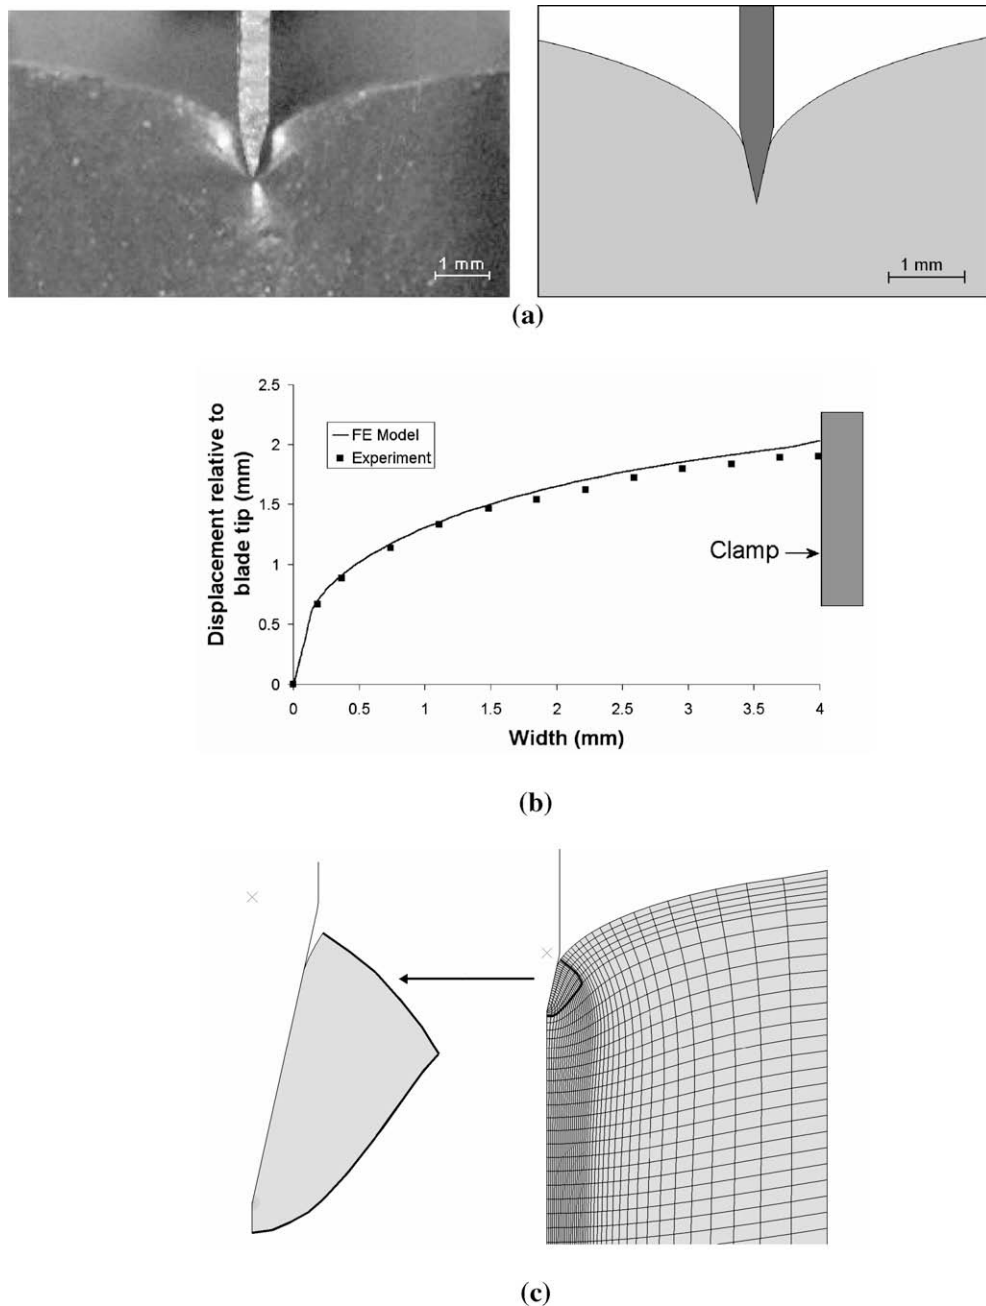 1 mm
1 mm
(a)
Displacement relative to
blade tip (mm)
2.5
2
1.5
1
0.5
0
FE Model
Experiment
Clamp
0 0.5 1 1.5 2 2.5 3 3.5 4
Width (mm)
(b)
(c)